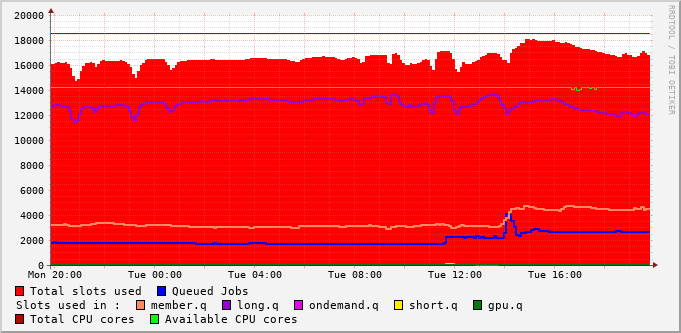 20000
18000
16000
14000
12000
10000
8000
6000
4000
2000
0
Mon 20:00 Tue 00:00 Tue 04:00 Tue 08:00 Tue 12:00 Tue 16:00
Total slots used Queued Jobs
Slots used in : member.q long.q ondemand.q short.q gpu.q
Total CPU cores Available CPU cores
RRDTOOL / TOBI OETIKER